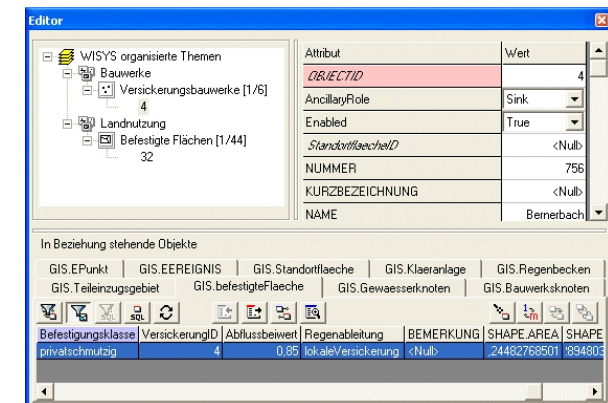 Editor
WISYS organisierte Themen
Bauwerke
Versickerungsbauwerke [1/6]
4
Landnutzung
Befestigte Flächen [1/44]
32
Attribut Wert
OBJECTID 4
AncillaryRole Sink
Enabled True
StandortflaecheID <Null>
NUMMER 756
KURZBEZEICHNUNG <Null>
NAME Bernerbach
In Beziehung stehende Objekte
GIS.EPunkt GIS.EEREIGNIS GIS.Standortflaeche GIS.Klaeranlage GIS.Regenbecken
GIS.Teileinzugsgebiet GIS.befestigteFlaeche GIS.Gewaesserknoten GIS.Bauwerksknoten
SQL SQL
Befestigungsklasse VersickerungID Abflussbeiwert Regenableitung BEMERKUNG SHAPE.AREA SHAPE
privatschmutzig 4 0,85 lokaleVersickerung <Null> ,24482768501 894803